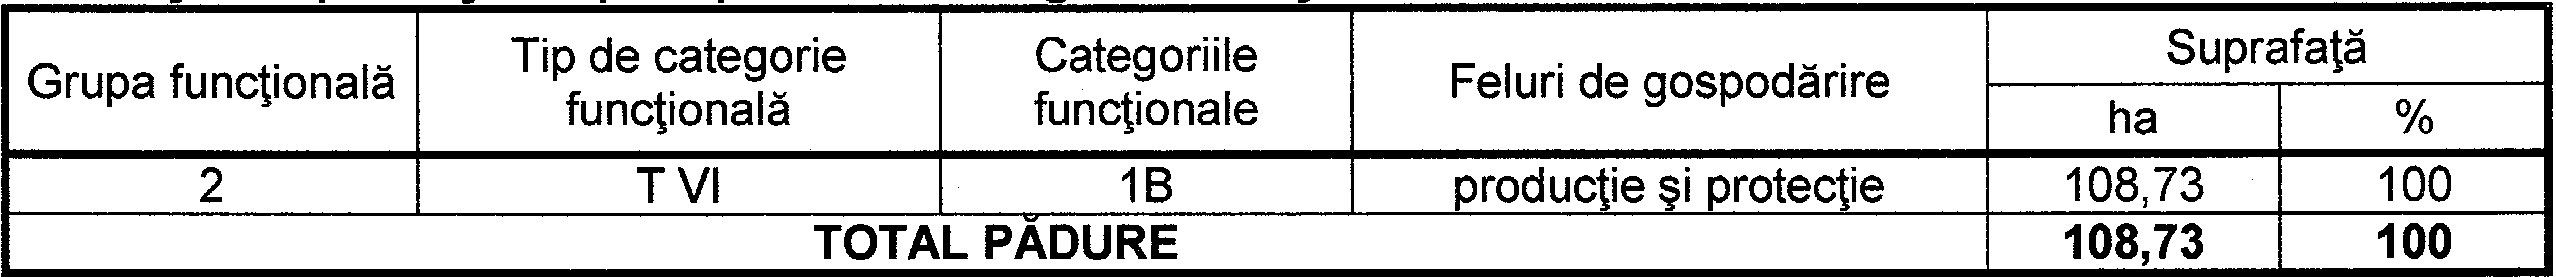 Grupa funcţională
Tip de categorie
funcţională
Categoriile
funcţionale
Feluri de gospodărire
Suprafaţă
ha
%
2
T VI
1B
producţie şi protecţie
108,73
100
TOTAL PĂDURE
108,73
100